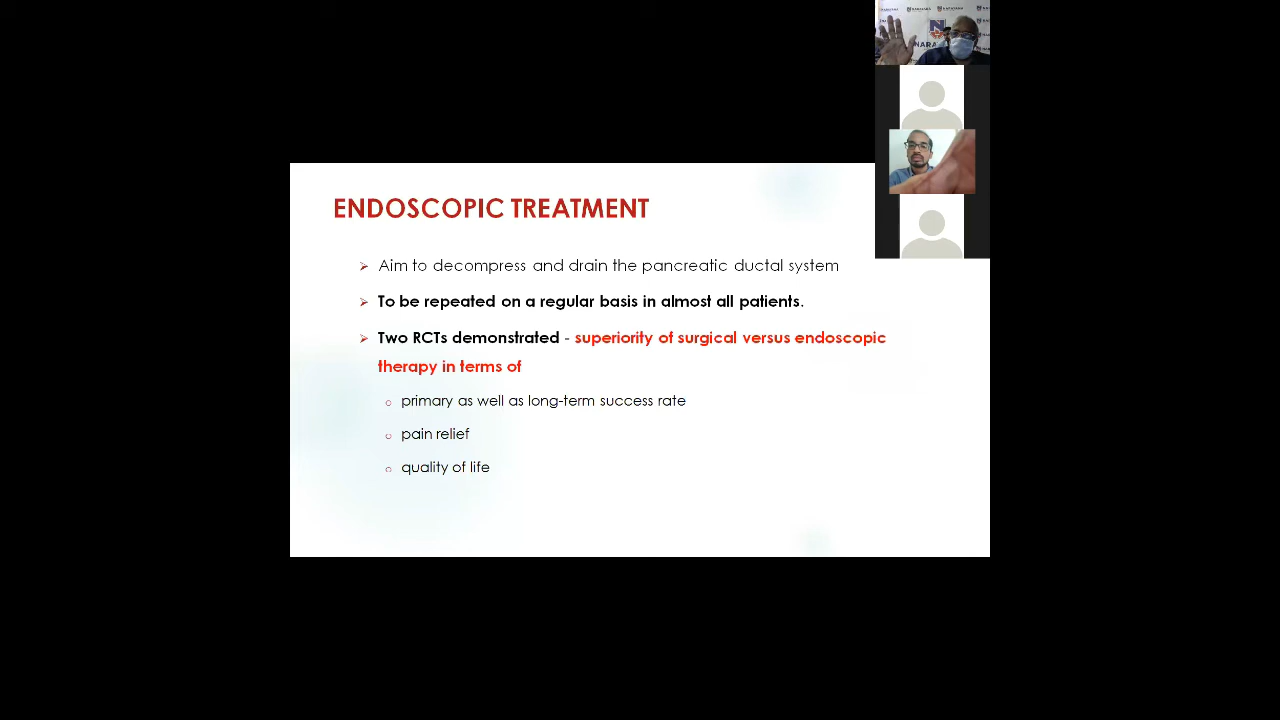 ENDOSCOPIC TREATMENT
Aim to decompress and drain the pancreatic ductal system
To be repeated on a regular basis in almost all patients.
Two RCTs demonstrated - superiority of surgical versus endoscopic
therapy in terms of
primary as well as long-term success rate
pain relief
quality of life